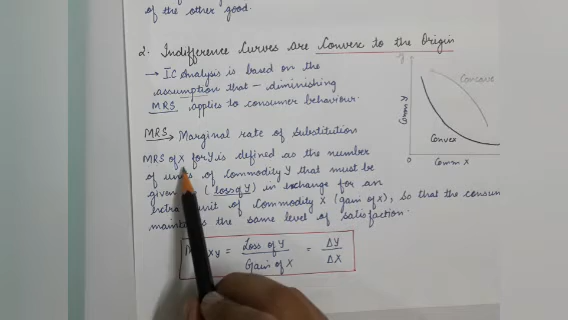 of the other good.
2. Indifference Curves are Convex to the Origin
→ IC Analysis is based on the
assumption that - diminishing
MRS applies to consumer behaviour.
MRS → Marginal rate of substitution
MRS of X for Y is defined as the number
of units of commodity Y that must be
given (loss of Y) in exchange for an
extra unit of commodity X (gain of X), so that the consum
the same level of satisfaction.
xy = Loss of Y / Gain of X = ΔY / ΔX
Y
Concave
Comm Y
Convex
O
Comm X